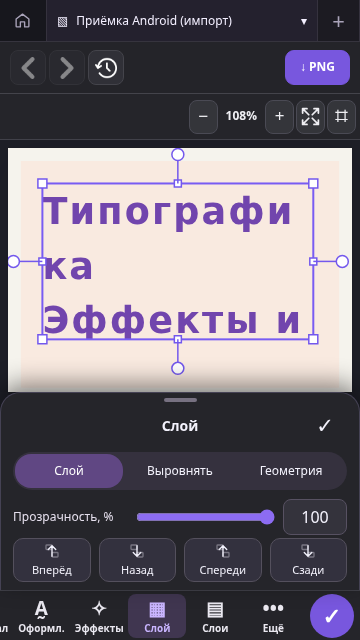 Приёмка Android (импорт) ▾ +
↓ PNG
− 108% +
Типографи
ка
Эффекты и
Слой ✓
Слой Выровнять Геометрия
Прозрачность, % 100
Вперёд Назад Спереди Сзади
ал Оформл. Эффекты Слой Слои Ещё ✓